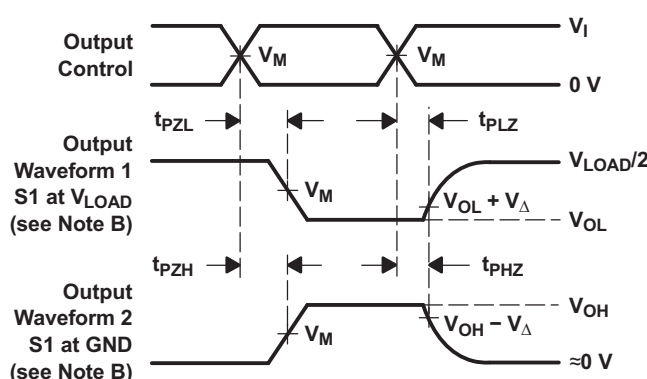 Output
Control
V_M
V_M
V_I
0 V
t_PZL
t_PLZ
Output
Waveform 1
S1 at V_LOAD
(see Note B)
V_M
V_LOAD/2
V_OL + V_Δ
V_OL
t_PZH
t_PHZ
Output
Waveform 2
S1 at GND
(see Note B)
V_M
V_OH
V_OH − V_Δ
≈0 V